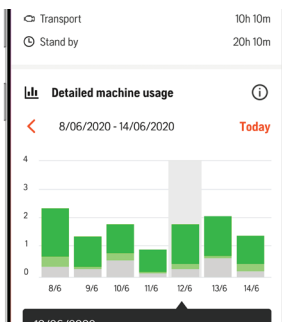 Transport 10h 10m
Stand by 20h 10m
Detailed machine usage
8/06/2020 - 14/06/2020 Today
4
3
2
1
0
8/6 9/6 10/6 11/6 12/6 13/6 14/6